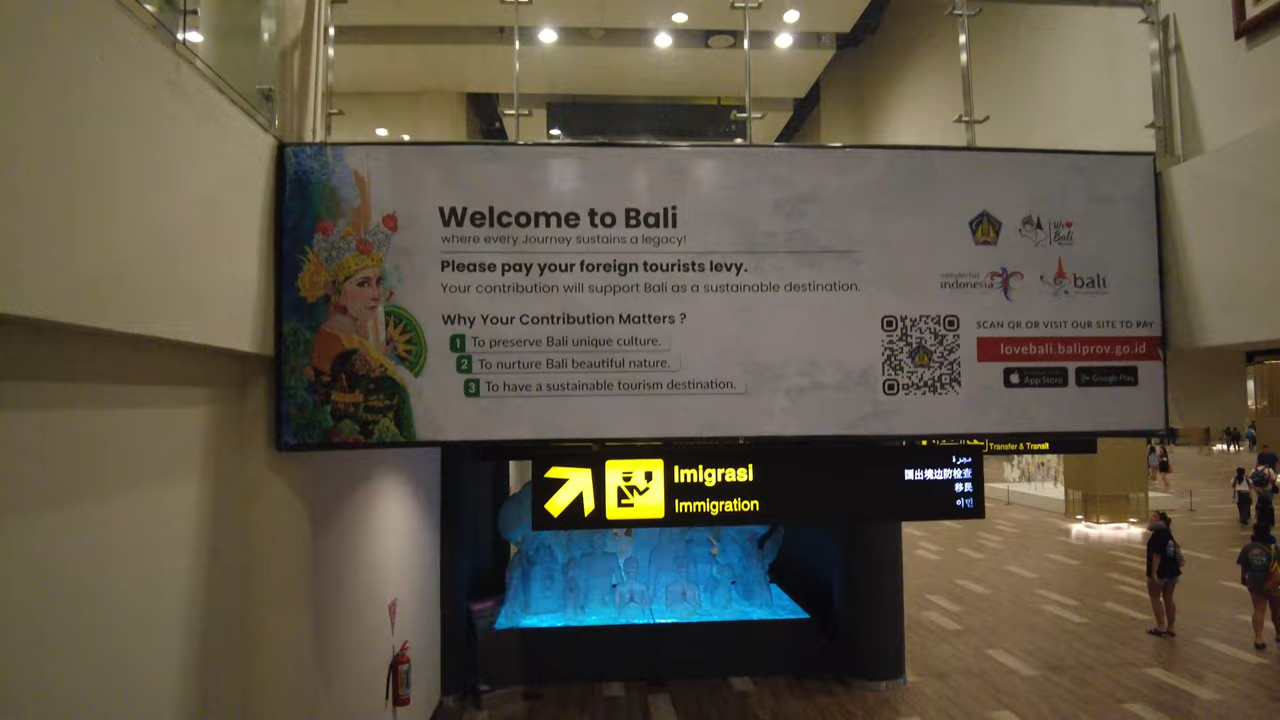 Welcome to Bali
where every Journey sustains a legacy!
Please pay your foreign tourists levy.
Your contribution will support Bali as a sustainable destination.
Why Your Contribution Matters ?
1 To preserve Bali unique culture.
2 To nurture Bali beautiful nature.
3 To have a sustainable tourism destination.
We
Bali
wonderful
indonesia
bali
SCAN QR OR VISIT OUR SITE TO PAY
lovebali.baliprov.go.id
App Store
Google Play
Transfer & Transit
Imigrasi
Immigration
هجرة
国出境边防检查
移民
이민